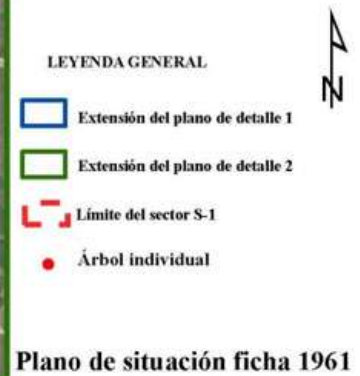 N
LEYENDA GENERAL
Extensión del plano de detalle 1
Extensión del plano de detalle 2
Límite del sector S-1
Árbol individual
Plano de situación ficha 1961